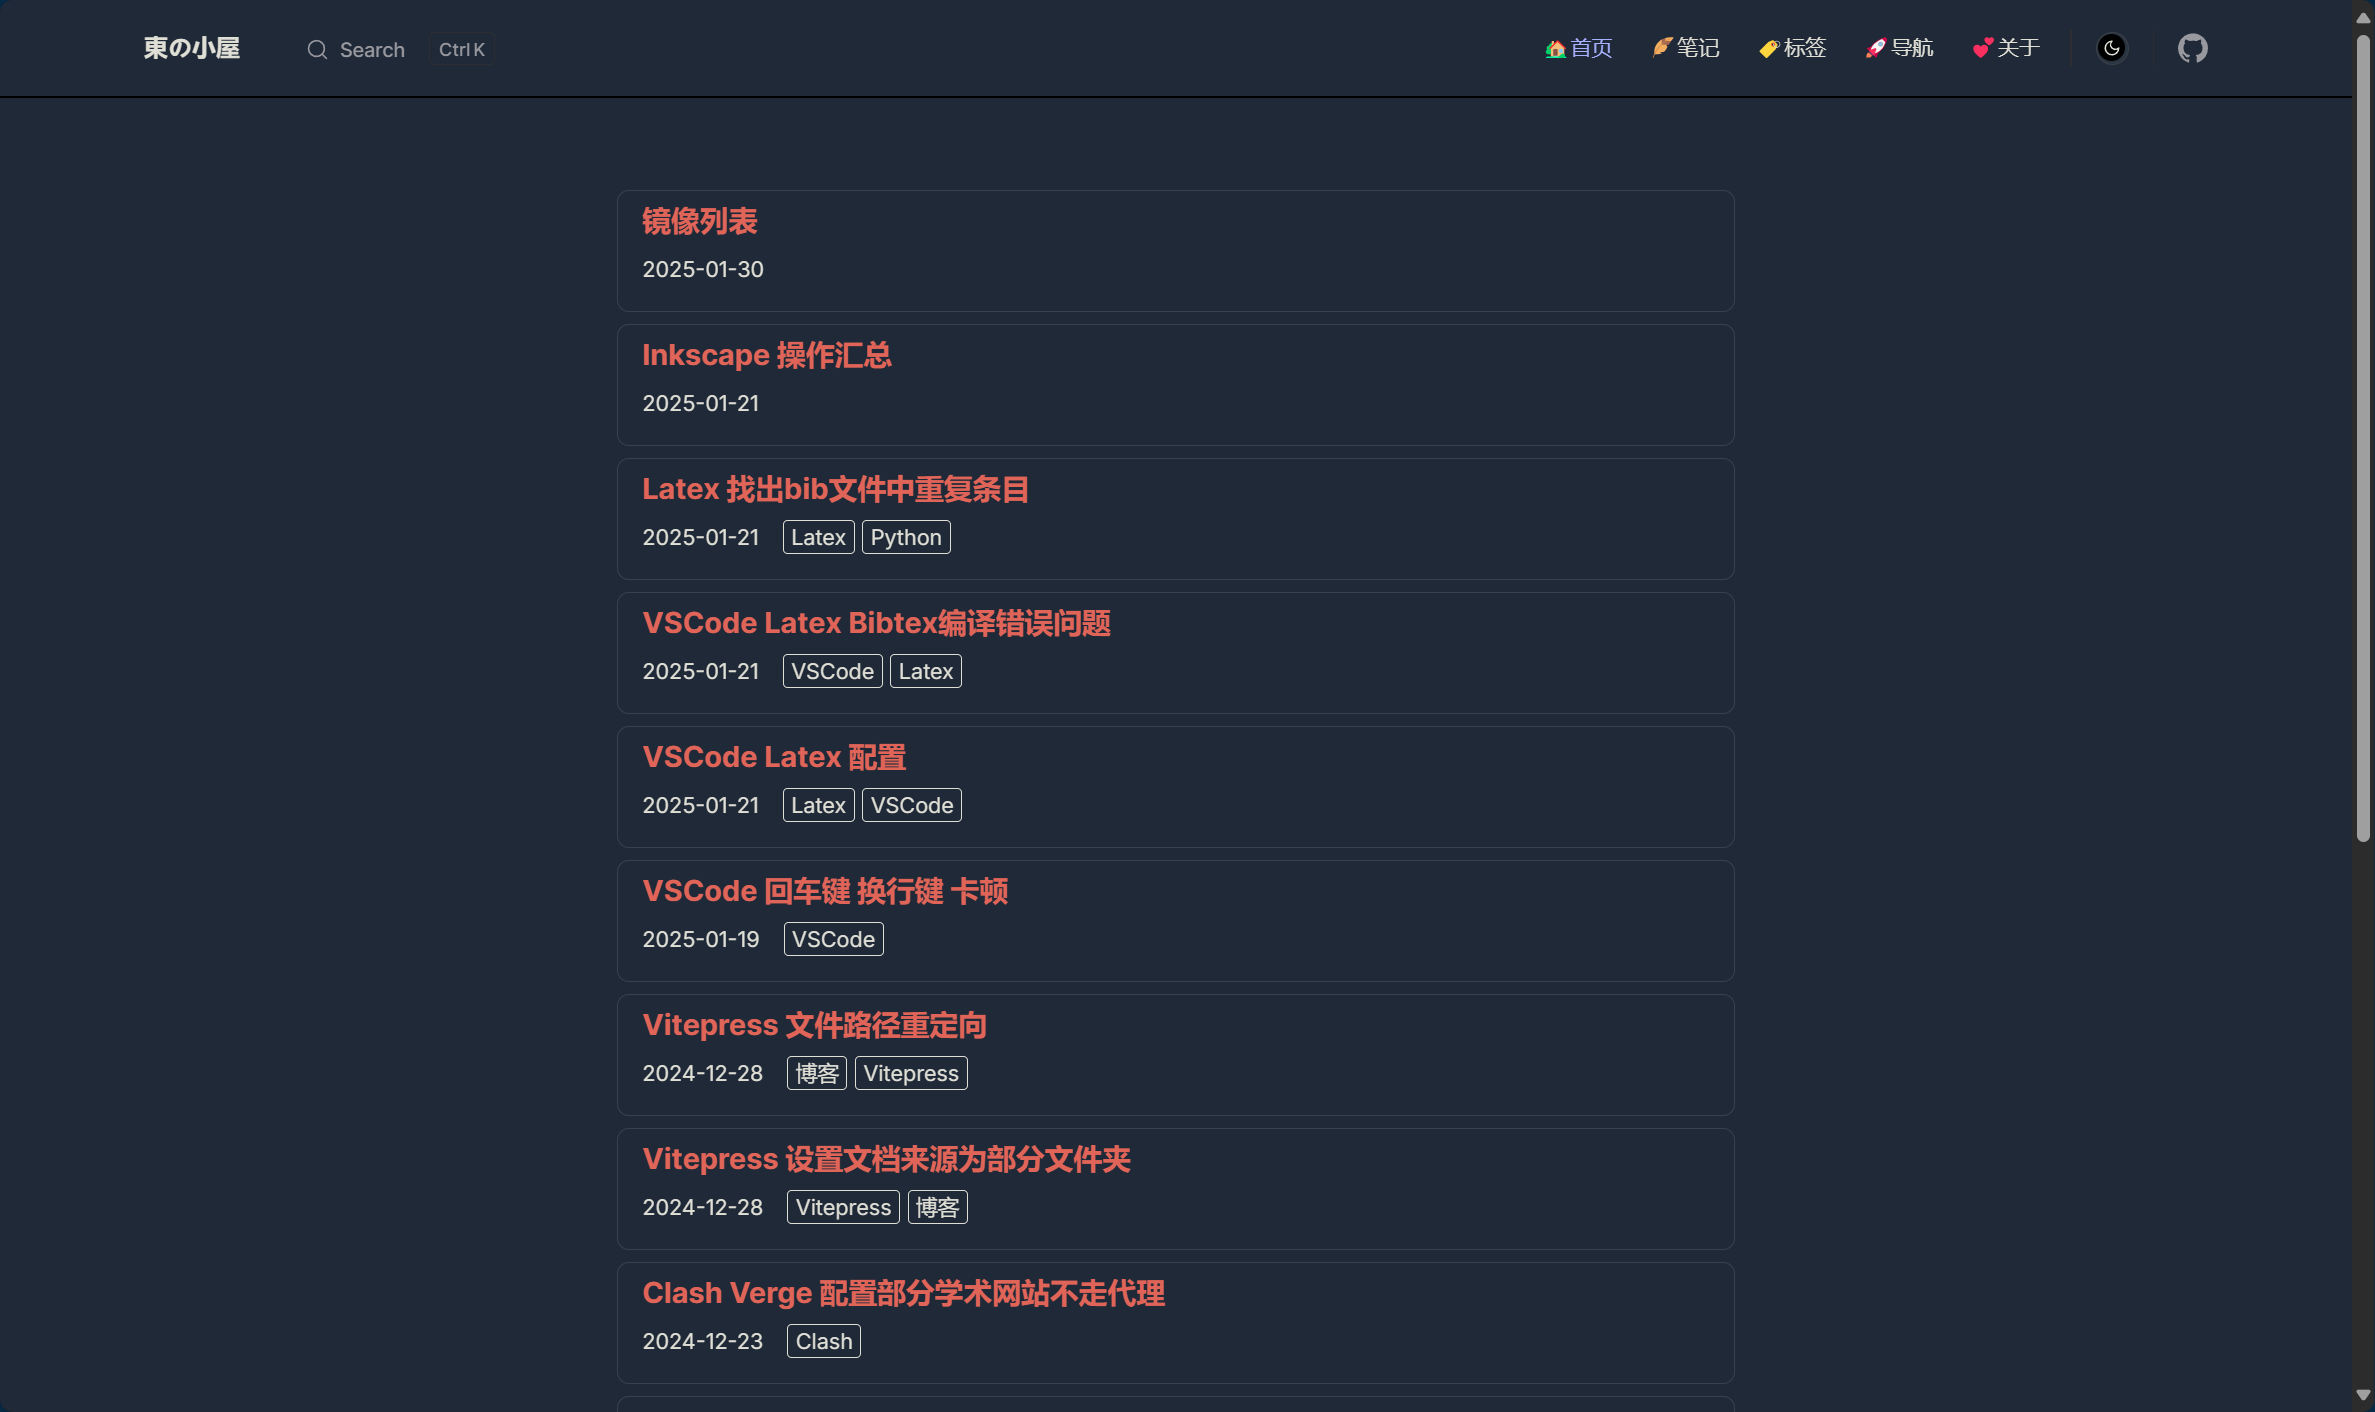 東の小屋 Search Ctrl K 🏡首页 🍂笔记 🏷️标签 🚀导航 💕关于
镜像列表
2025-01-30
Inkscape 操作汇总
2025-01-21
Latex 找出bib文件中重复条目
2025-01-21 Latex Python
VSCode Latex Bibtex编译错误问题
2025-01-21 VSCode Latex
VSCode Latex 配置
2025-01-21 Latex VSCode
VSCode 回车键 换行键 卡顿
2025-01-19 VSCode
Vitepress 文件路径重定向
2024-12-28 博客 Vitepress
Vitepress 设置文档来源为部分文件夹
2024-12-28 Vitepress 博客
Clash Verge 配置部分学术网站不走代理
2024-12-23 Clash